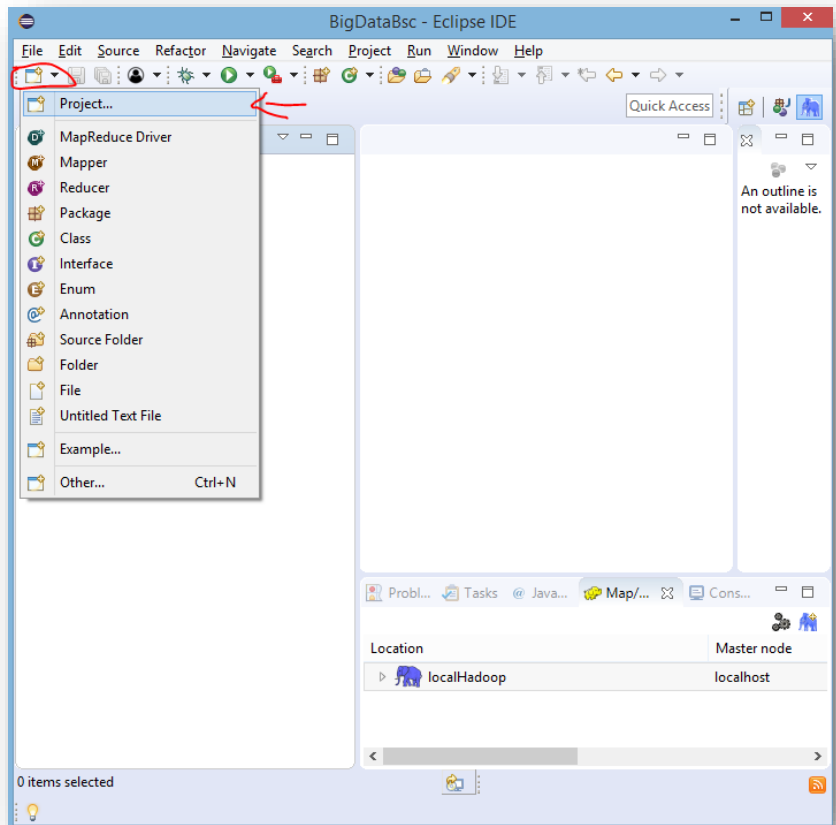 BigDataBsc - Eclipse IDE
File Edit Source Refactor Navigate Search Project Run Window Help
Quick Access
Project...
MapReduce Driver
Mapper
Reducer
Package
Class
Interface
Enum
Annotation
Source Folder
Folder
File
Untitled Text File
Example...
Other... Ctrl+N
An outline is
not available.
Probl... Tasks @ Java... Map/... Cons...
Location Master node
localHadoop localhost
0 items selected